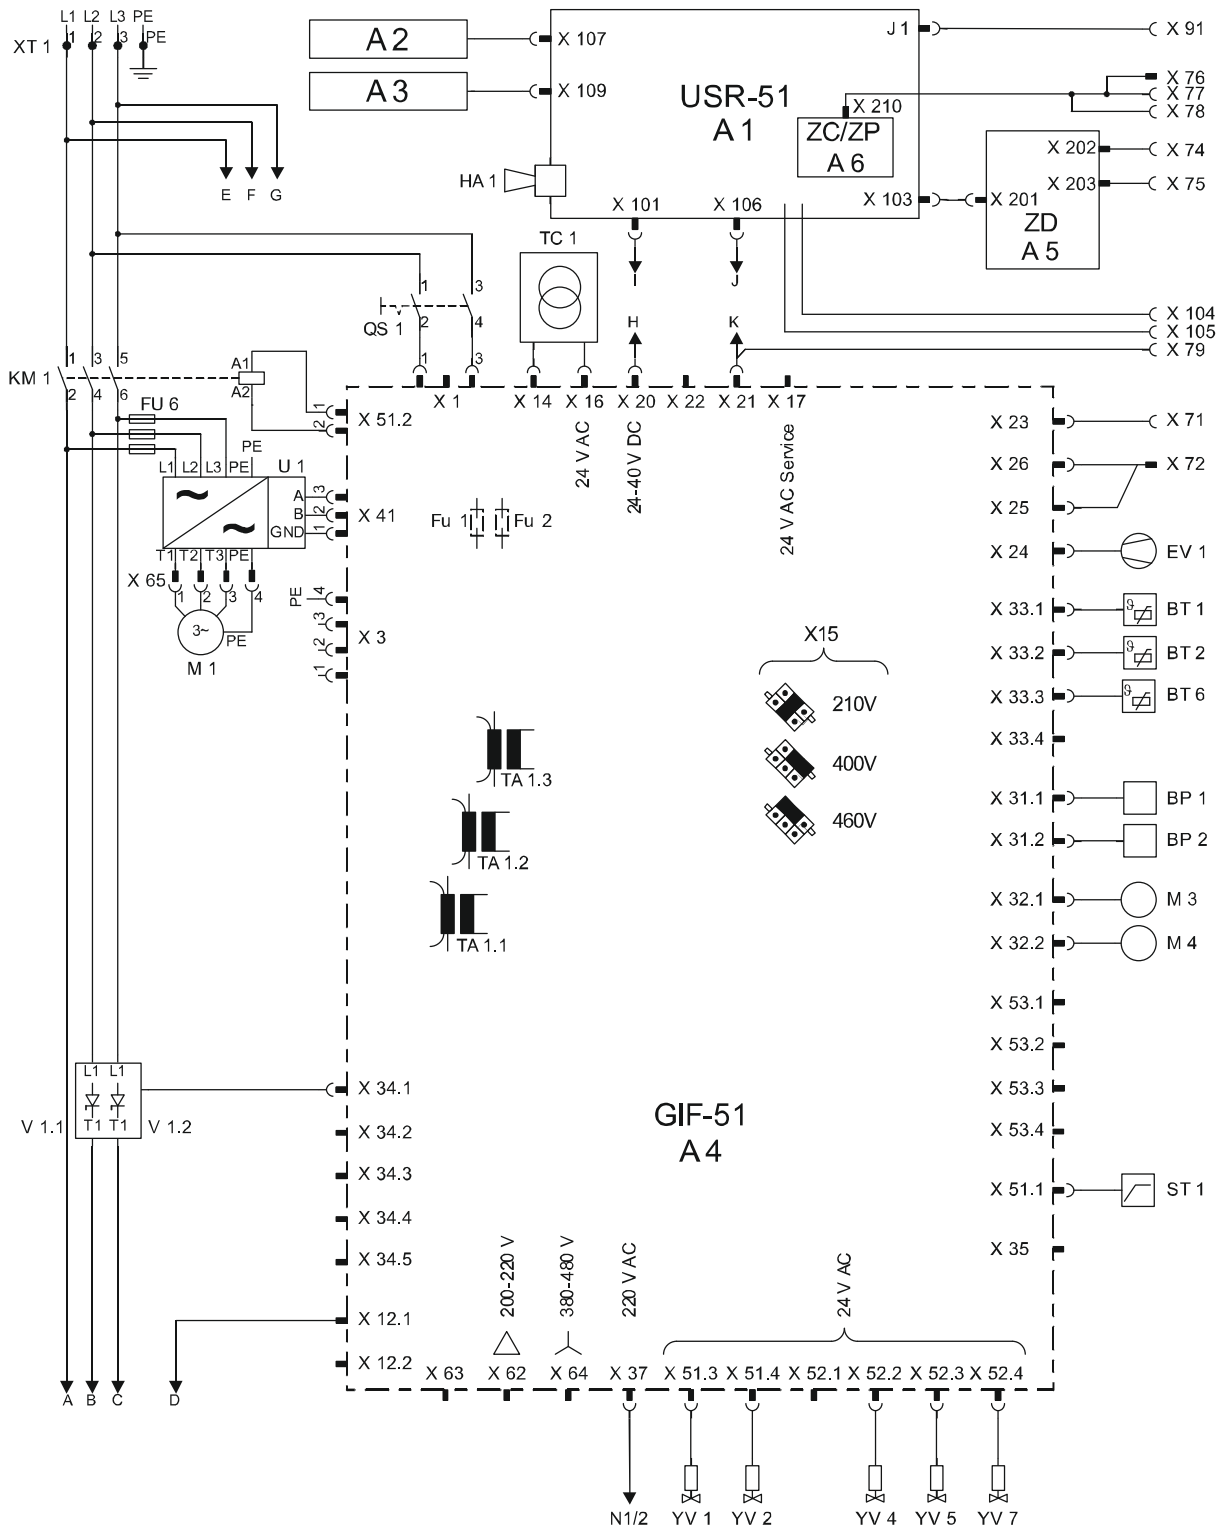 L1 L2 L3 PE
XT 1 1 2 3 PE
A 2
A 3
X 107
X 109
J 1
X 91
USR-51
A 1
X 210
ZC/ZP
A 6
X 76
X 77
X 78
X 202
X 74
X 203
X 75
X 103
X 201
ZD
A 5
HA 1
E F G
X 101
X 106
TC 1
I
J
H
K
X 104
X 105
X 79
1 3
QS 1 2 4
1 3
KM 1 1 3 5
2 4 6
A1
A2
FU 6
1
2
X 51.2
X 1
X 14
X 16
X 20
X 22
X 21
X 17
24 V AC
24-40 V DC
24 V AC Service
PE
L1 L2 L3 PE U 1
A 3
B 2
GND 1
X 41
T1 T2 T3 PE
X 65 1 2 3 4
3~
PE
M 1
PE 4
3
2
1
X 3
Fu 1 Fu 2
X 23
X 71
X 26
X 72
X 25
X 24
EV 1
X 33.1
ϑ
BT 1
X 33.2
ϑ
BT 2
X 33.3
ϑ
BT 6
X 33.4
X15
210V
400V
460V
TA 1.3
TA 1.2
TA 1.1
X 31.1
BP 1
X 31.2
BP 2
X 32.1
M 3
X 32.2
M 4
X 53.1
X 53.2
X 53.3
X 53.4
L1 L1
T1 T1
V 1.1
V 1.2
X 34.1
X 34.2
X 34.3
X 34.4
X 34.5
X 12.1
X 12.2
GIF-51
A 4
X 51.1
ST 1
X 35
200-220 V
380-480 V
220 V AC
24 V AC
X 63 X 62 X 64 X 37 X 51.3 X 51.4 X 52.1 X 52.2 X 52.3 X 52.4
A B C D
N1/2 YV 1 YV 2 YV 4 YV 5 YV 7